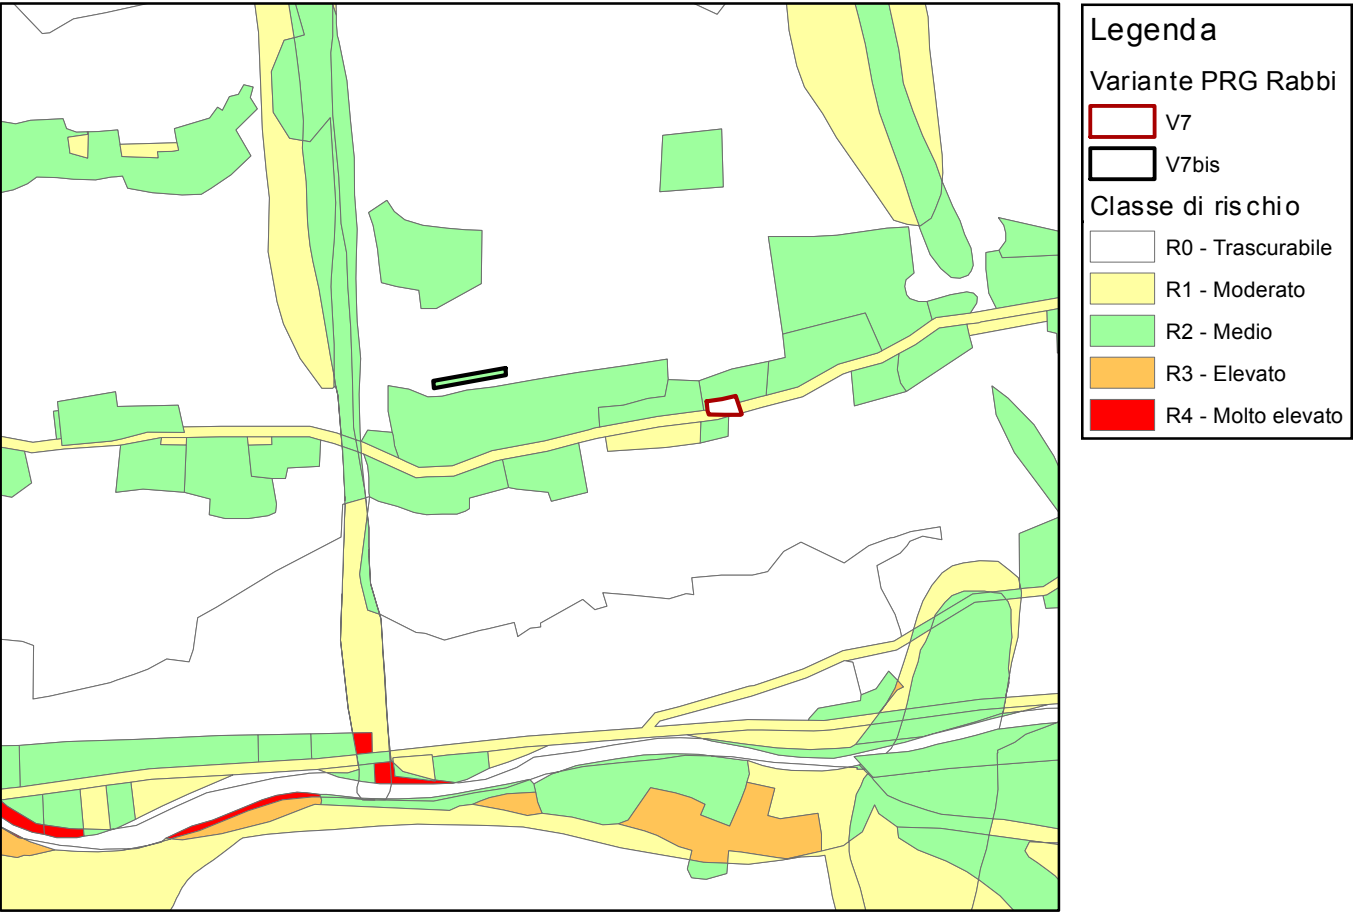 Legenda
Variante PRG Rabbi
V7
V7bis
Classe di rischio
R0 - Trascurabile
R1 - Moderato
R2 - Medio
R3 - Elevato
R4 - Molto elevato